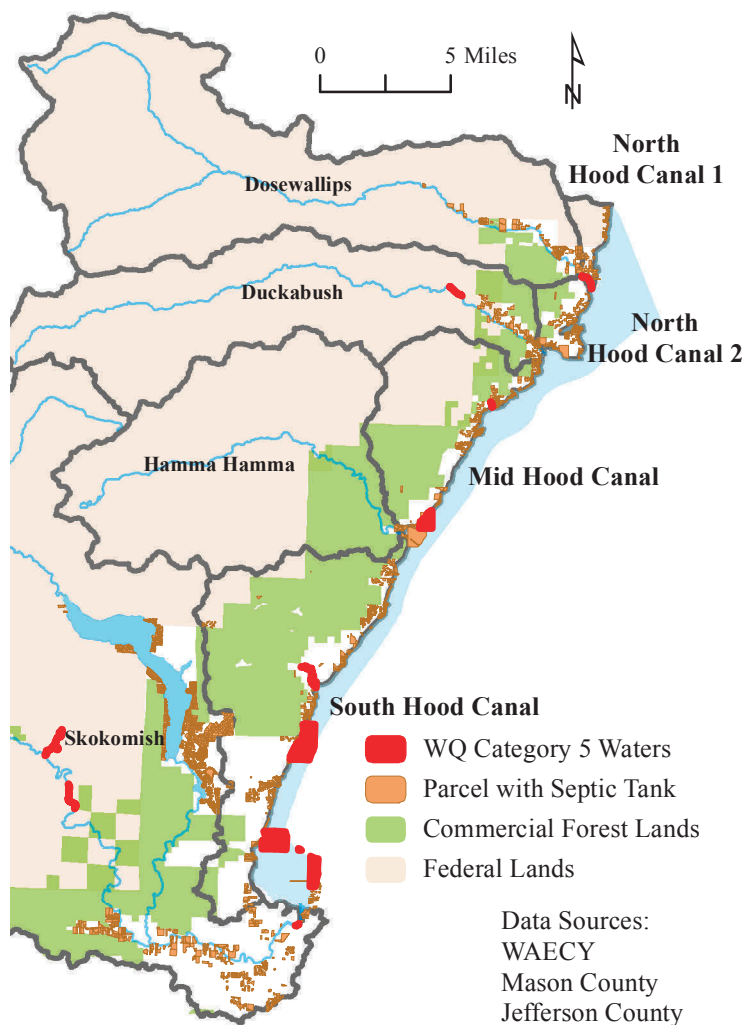 0 5 Miles
N
North
Hood Canal 1
Dosewallips
Duckabush
North
Hood Canal 2
Hamma Hamma
Mid Hood Canal
South Hood Canal
Skokomish
WQ Category 5 Waters
Parcel with Septic Tank
Commercial Forest Lands
Federal Lands
Data Sources:
WAECY
Mason County
Jefferson County